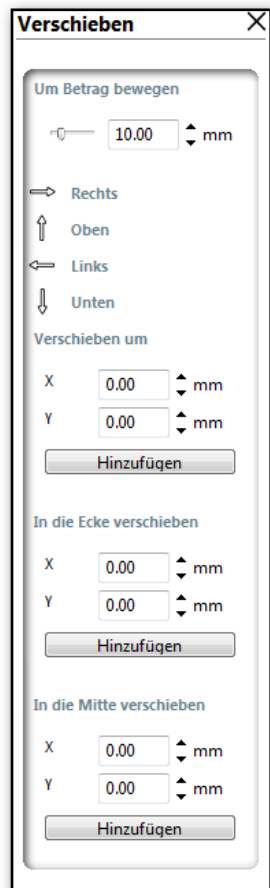 Verschieben
Um Betrag bewegen
10.00 mm
Rechts
Oben
Links
Unten
Verschieben um
X 0.00 mm
Y 0.00 mm
Hinzufügen
In die Ecke verschieben
X 0.00 mm
Y 0.00 mm
Hinzufügen
In die Mitte verschieben
X 0.00 mm
Y 0.00 mm
Hinzufügen